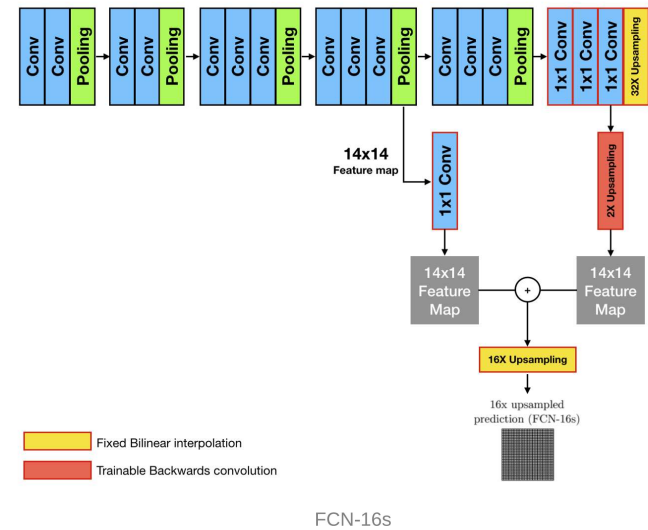 Conv Conv Pooling
Conv Conv Pooling
Conv Conv Conv Pooling
Conv Conv Conv Pooling
Conv Conv Conv Pooling
1x1 Conv 1x1 Conv 1x1 Conv 32X Upsampling
14x14
Feature map
1x1 Conv
2X Upsampling
14x14
Feature
Map
+
14x14
Feature
Map
16X Upsampling
16x upsampled
prediction (FCN-16s)
Fixed Bilinear interpolation
Trainable Backwards convolution
FCN-16s